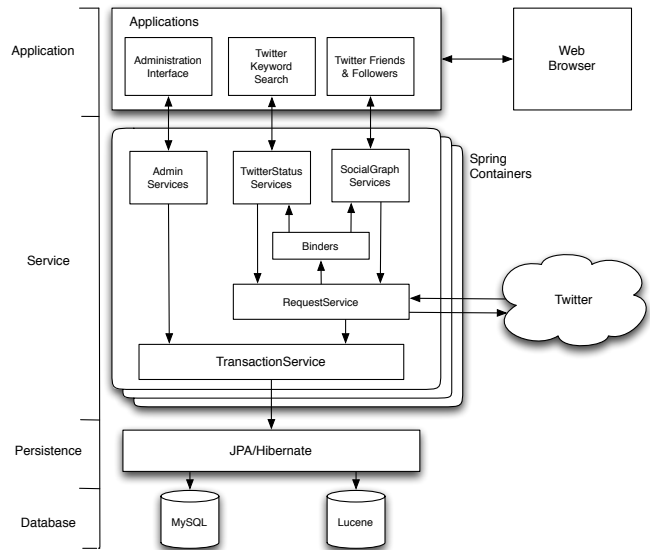 Applications
Application
Administration
Interface
Twitter
Keyword
Search
Twitter Friends
& Followers
Web
Browser
Spring
Containers
Admin
Services
TwitterStatus
Services
SocialGraph
Services
Binders
Service
RequestService
Twitter
TransactionService
Persistence
JPA/Hibernate
Database
MySQL
Lucene